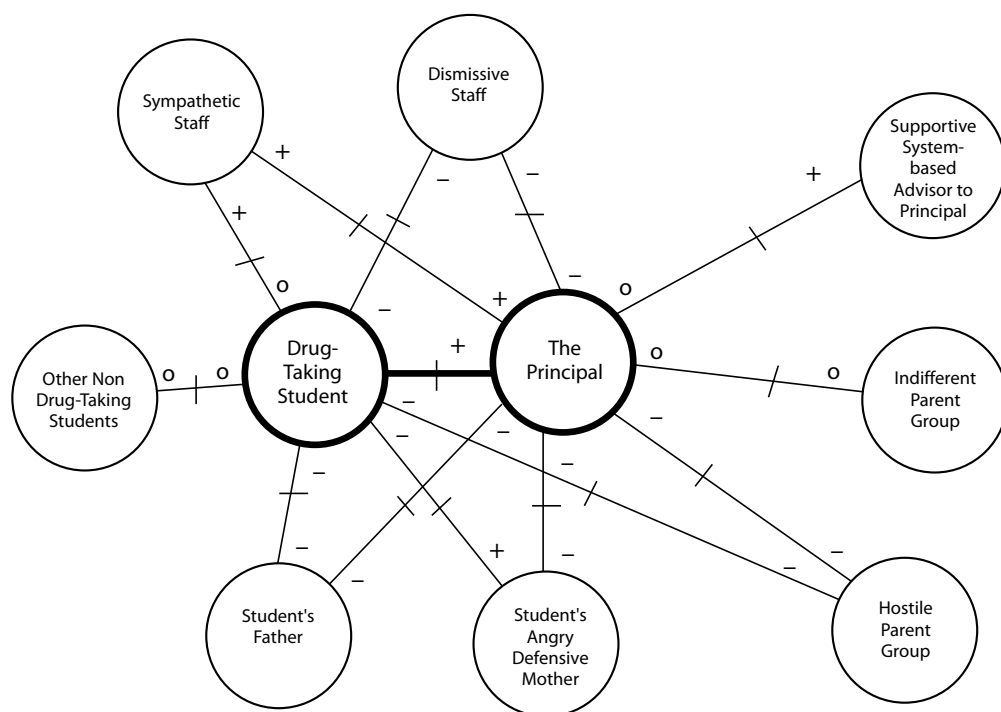 Sympathetic
Staff
Dismissive
Staff
Supportive
System-
based
Advisor to
Principal
+
–
–
+
+
o
–
–
+
o
Drug-
Taking
Student
+
The
Principal
o
o
Other Non
Drug-Taking
Students
o
o
Indifferent
Parent
Group
–
–
–
–
–
–
–
–
+
–
–
–
Student's
Father
Student's
Angry
Defensive
Mother
Hostile
Parent
Group